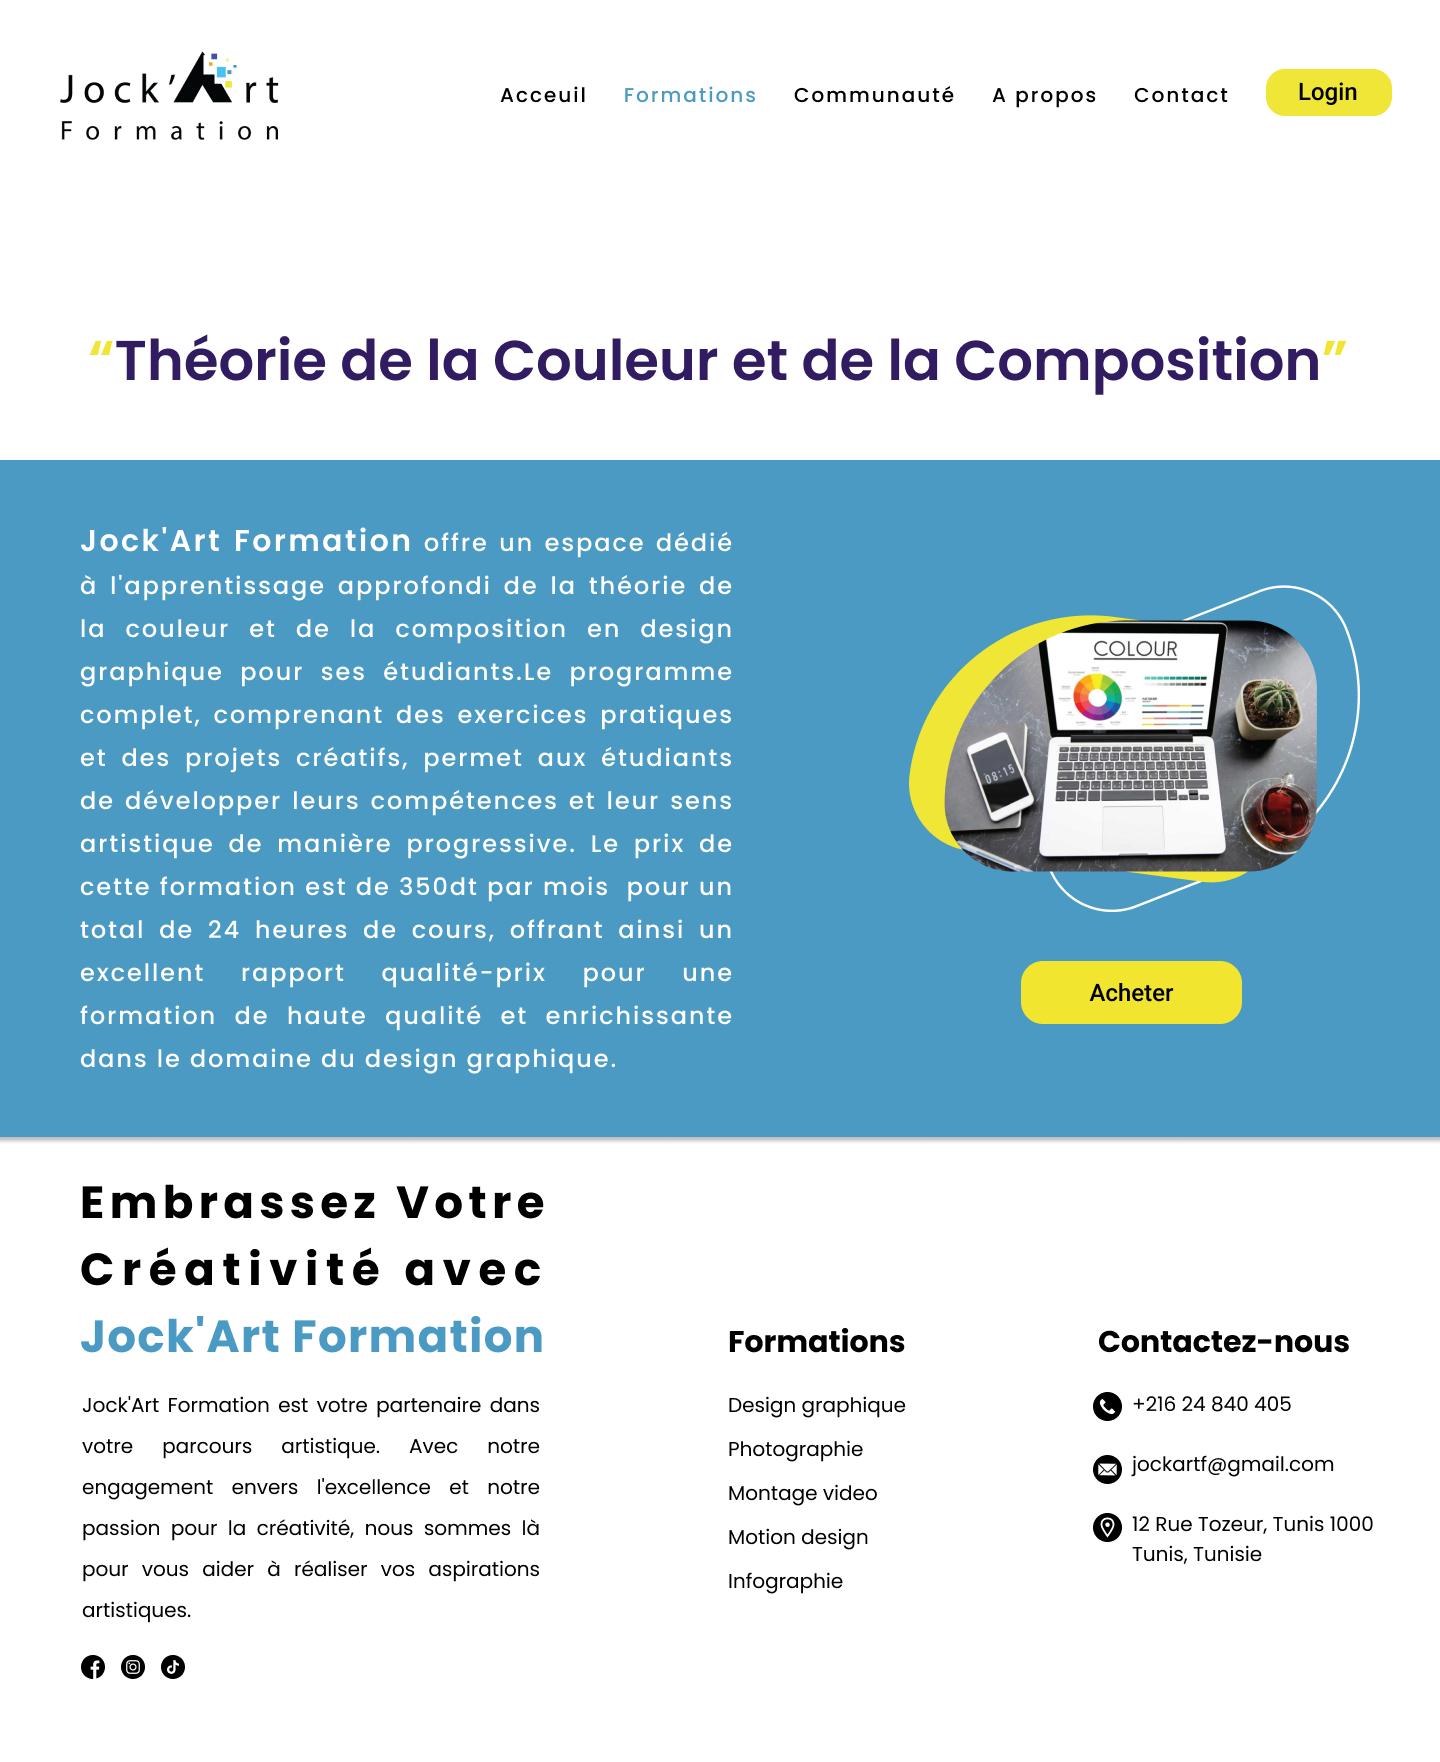 Jock'Art
Formation
Acceuil
Formations
Communauté
A propos
Contact
Login
“Théorie de la Couleur et de la Composition”
Jock'Art Formation offre un espace dédié
à l'apprentissage approfondi de la théorie de
la couleur et de la composition en design
graphique pour ses étudiants.Le programme
complet, comprenant des exercices pratiques
et des projets créatifs, permet aux étudiants
de développer leurs compétences et leur sens
artistique de manière progressive. Le prix de
cette formation est de 350dt par mois  pour un
total de 24 heures de cours, offrant ainsi un
excellent rapport qualité-prix pour une
formation de haute qualité et enrichissante
dans le domaine du design graphique.
COLOUR
08:15
Acheter
Embrassez Votre
Créativité avec
Jock'Art Formation
Jock'Art Formation est votre partenaire dans
votre parcours artistique. Avec notre
engagement envers l'excellence et notre
passion pour la créativité, nous sommes là
pour vous aider à réaliser vos aspirations
artistiques.
Formations
Design graphique
Photographie
Montage video
Motion design
Infographie
Contactez-nous
+216 24 840 405
jockartf@gmail.com
12 Rue Tozeur, Tunis 1000
Tunis, Tunisie